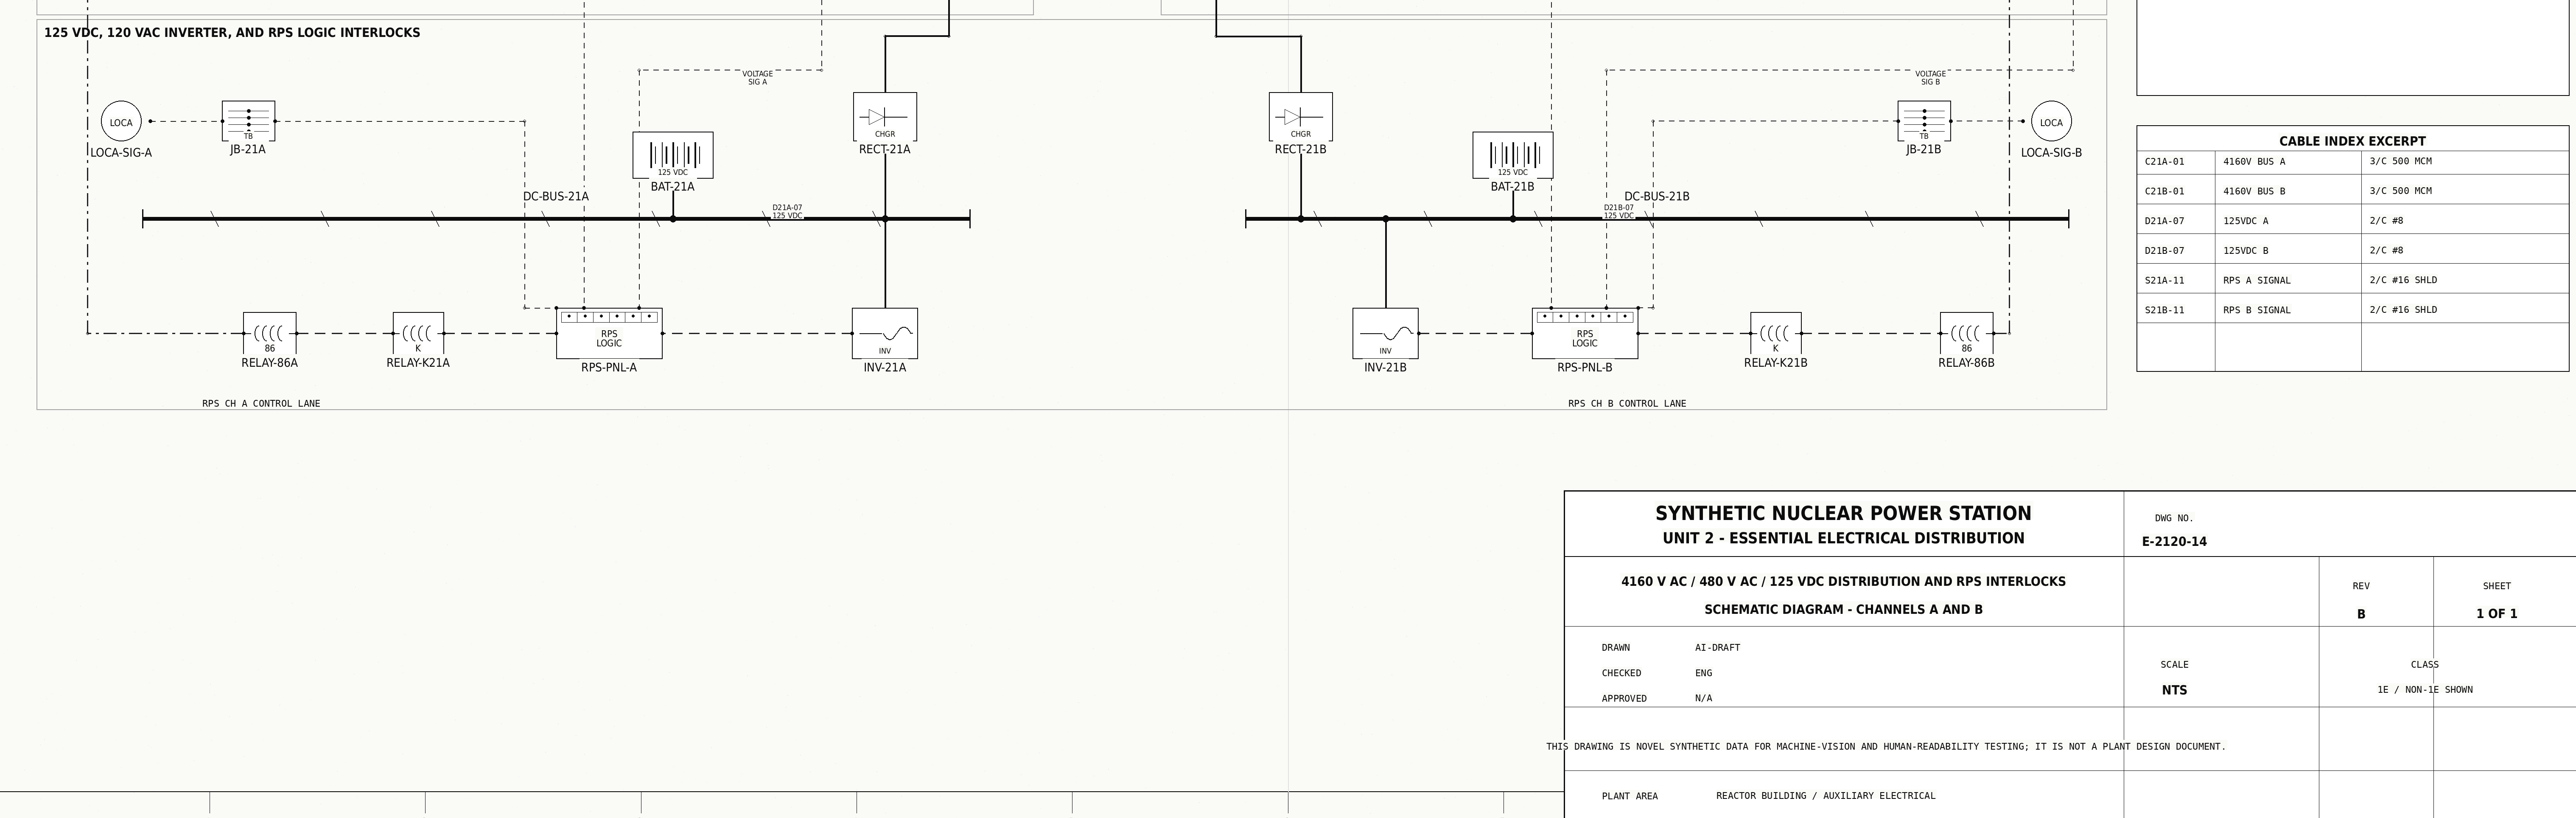 125 VDC, 120 VAC INVERTER, AND RPS LOGIC INTERLOCKS
VOLTAGE
SIG A
LOCA
LOCA-SIG-A
TB
JB-21A
CHGR
RECT-21A
125 VDC
BAT-21A
DC-BUS-21A
D21A-07
125 VDC
86
RELAY-86A
K
RELAY-K21A
RPS
LOGIC
RPS-PNL-A
INV
INV-21A
RPS CH A CONTROL LANE
VOLTAGE
SIG B
CHGR
RECT-21B
TB
JB-21B
LOCA
LOCA-SIG-B
125 VDC
BAT-21B
DC-BUS-21B
D21B-07
125 VDC
INV
INV-21B
RPS
LOGIC
RPS-PNL-B
K
RELAY-K21B
86
RELAY-86B
RPS CH B CONTROL LANE
CABLE INDEX EXCERPT
C21A-01 4160V BUS A 3/C 500 MCM
C21B-01 4160V BUS B 3/C 500 MCM
D21A-07 125VDC A 2/C #8
D21B-07 125VDC B 2/C #8
S21A-11 RPS A SIGNAL 2/C #16 SHLD
S21B-11 RPS B SIGNAL 2/C #16 SHLD
SYNTHETIC NUCLEAR POWER STATION
UNIT 2 - ESSENTIAL ELECTRICAL DISTRIBUTION
DWG NO.
E-2120-14
4160 V AC / 480 V AC / 125 VDC DISTRIBUTION AND RPS INTERLOCKS
SCHEMATIC DIAGRAM - CHANNELS A AND B
REV
B
SHEET
1 OF 1
DRAWN AI-DRAFT
CHECKED ENG
APPROVED N/A
SCALE
NTS
CLASS
1E / NON-1E SHOWN
THIS DRAWING IS NOVEL SYNTHETIC DATA FOR MACHINE-VISION AND HUMAN-READABILITY TESTING; IT IS NOT A PLANT DESIGN DOCUMENT.
PLANT AREA REACTOR BUILDING / AUXILIARY ELECTRICAL